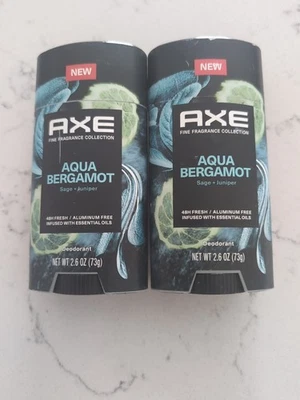 NEW
AXE
FINE FRAGRANCE COLLECTION
AQUA
BERGAMOT
Sage + Juniper
48H FRESH / ALUMINUM FREE
INFUSED WITH ESSENTIAL OILS
Deodorant
NET WT 2.6 OZ (73g)
NEW
AXE
FINE FRAGRANCE COLLECTION
AQUA
BERGAMOT
Sage + Juniper
48H FRESH / ALUMINUM FREE
INFUSED WITH ESSENTIAL OILS
Deodorant
NET WT 2.6 OZ (73g)